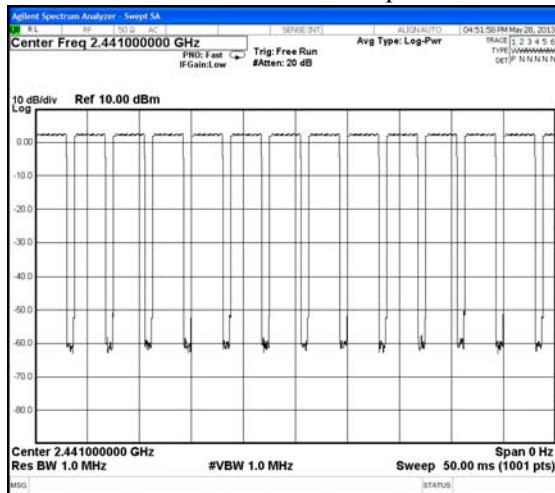 Agilent Spectrum Analyzer - Swept SA
RL RF 50 Ω AC SENSE:INT ALIGN AUTO 04:51:58 PM May 28, 2013
Center Freq 2.441000000 GHz
PNO: Fast
IFGain:Low
Trig: Free Run
#Atten: 20 dB
Avg Type: Log-Pwr
TRACE 1 2 3 4 5 6
TYPE
DET P N N N N N
10 dB/div
Log
Ref 10.00 dBm
0.00
-10.0
-20.0
-30.0
-40.0
-50.0
-60.0
-70.0
-80.0
Center 2.441000000 GHz
Span 0 Hz
Res BW 1.0 MHz
#VBW 1.0 MHz
Sweep 50.00 ms (1001 pts)
MSG
STATUS